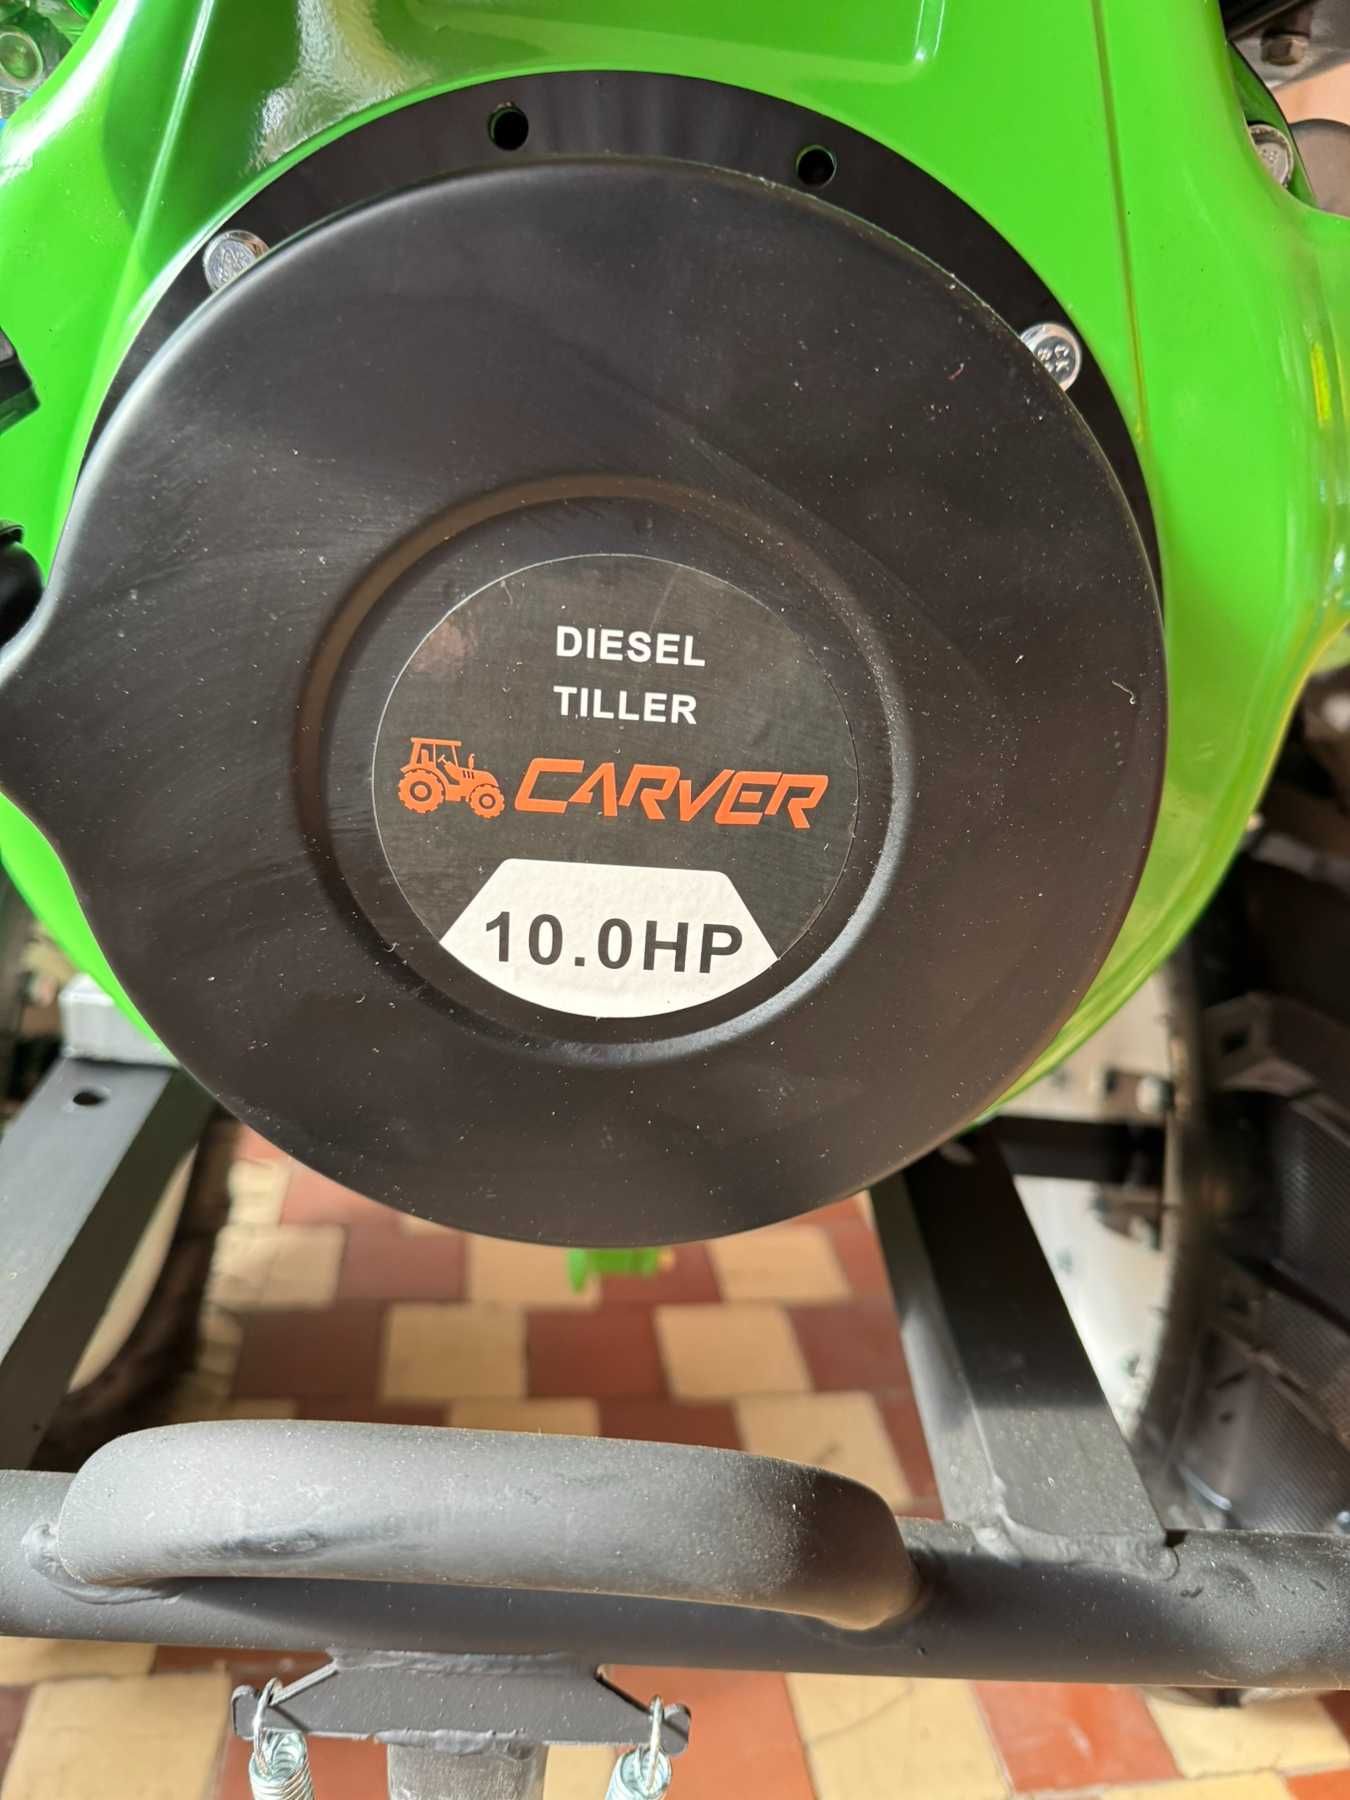 DIESEL
TILLER
CARVER
10.0HP